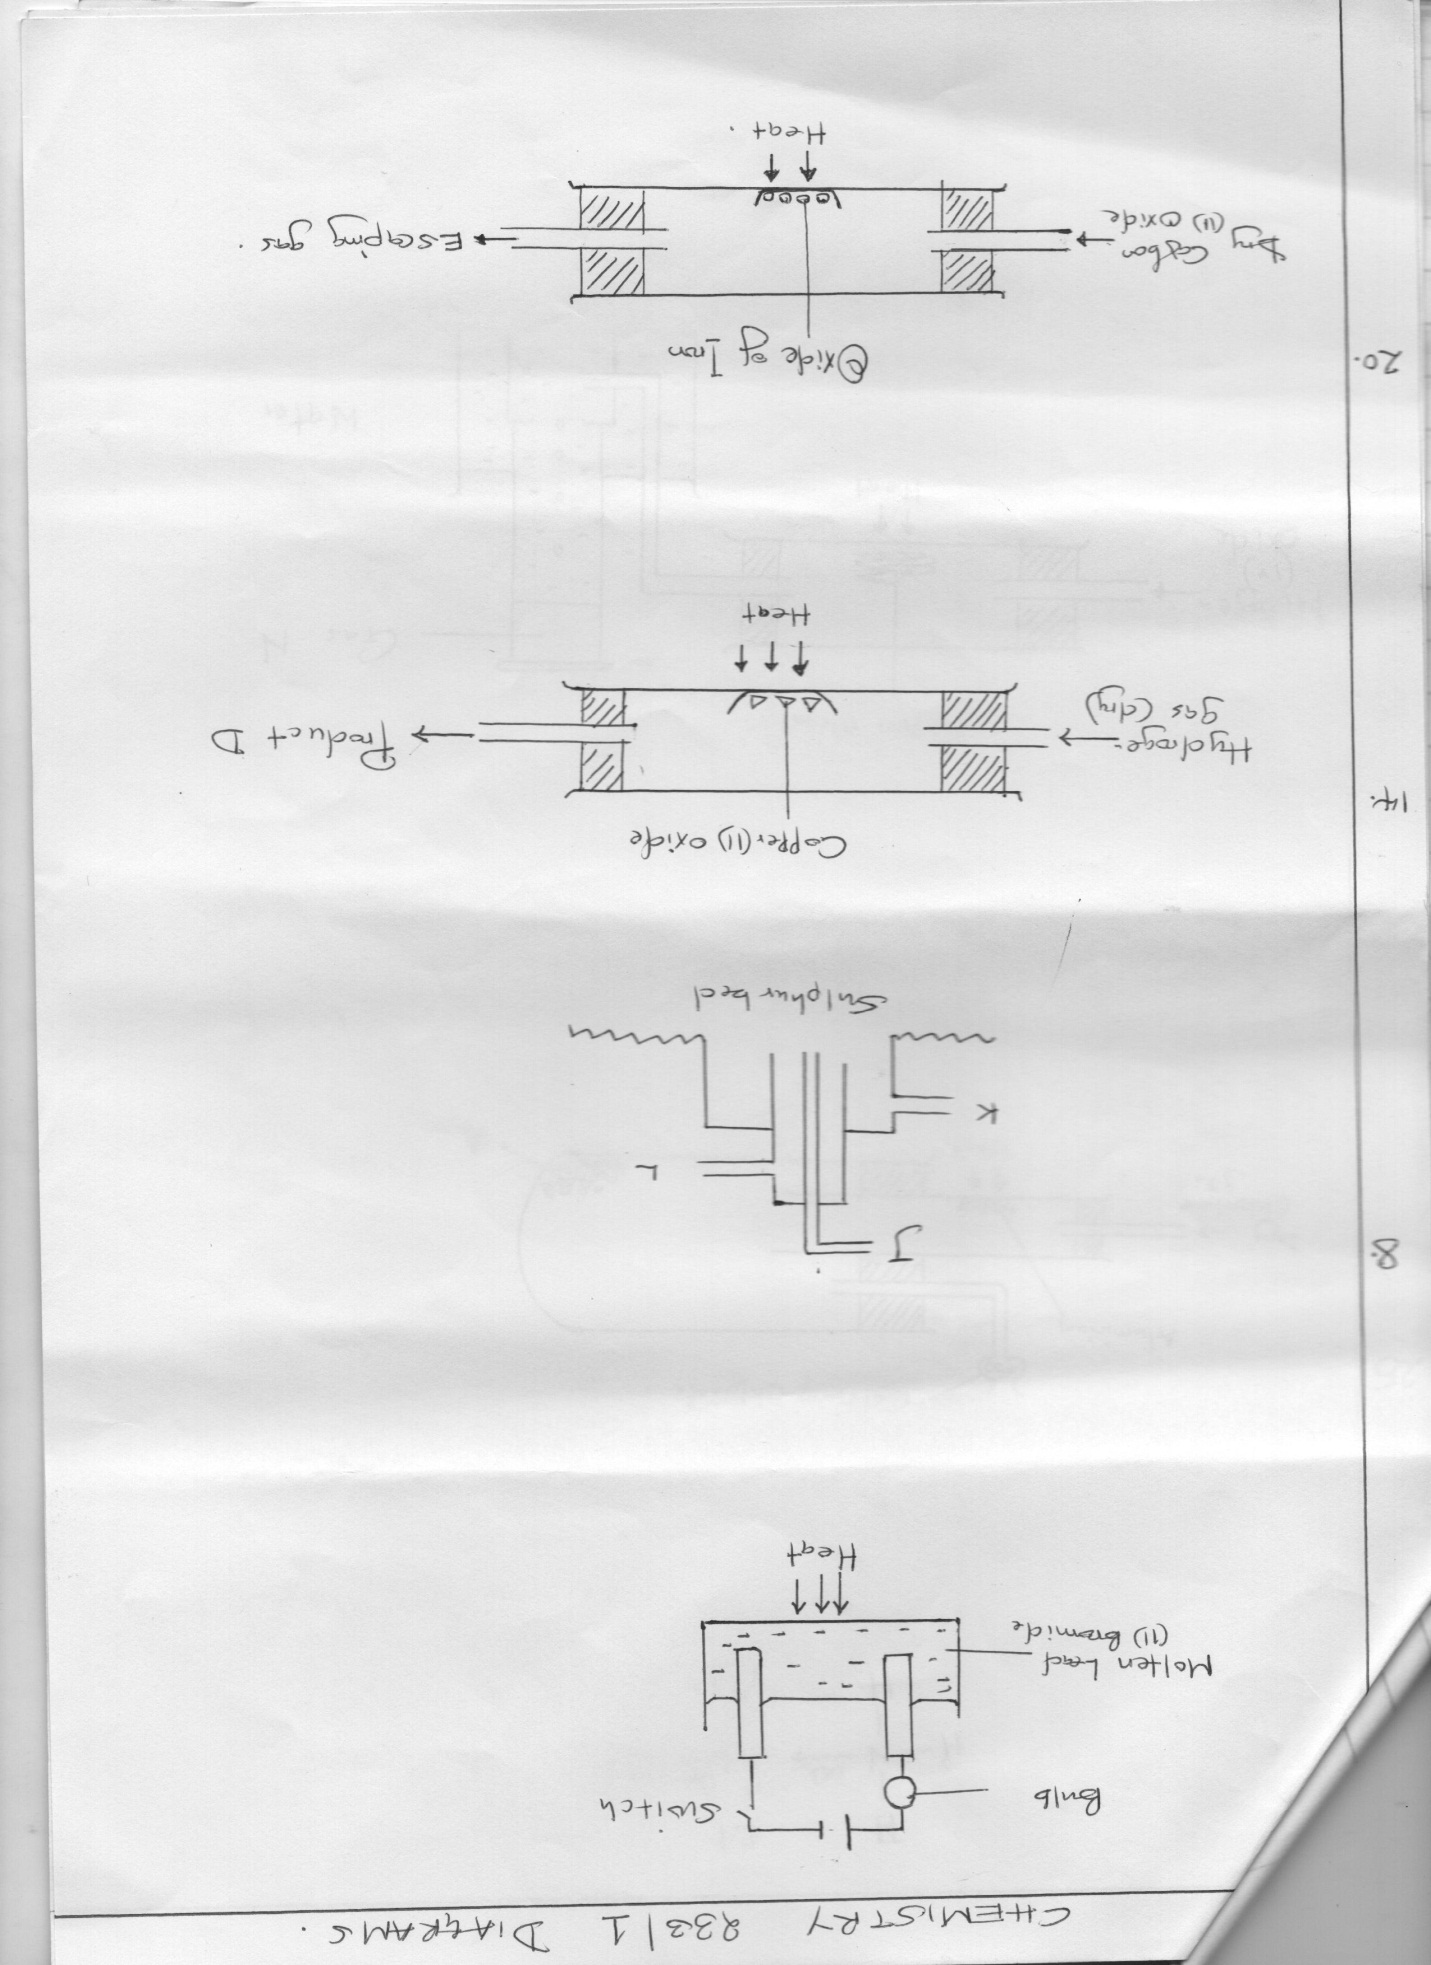 CHEMISTRY 233/1 DIAGRAMS.
Switch
Bulb
Molten Lead
(II) Bromide
Heat
8.
J
L
K
Sulphur bed
14.
Copper (II) oxide
Hydroge
gas (dry)
Product D
Heat
20.
Oxide of Iron
Dry Carbon
(II) Oxide
Escaping gas.
Heat.